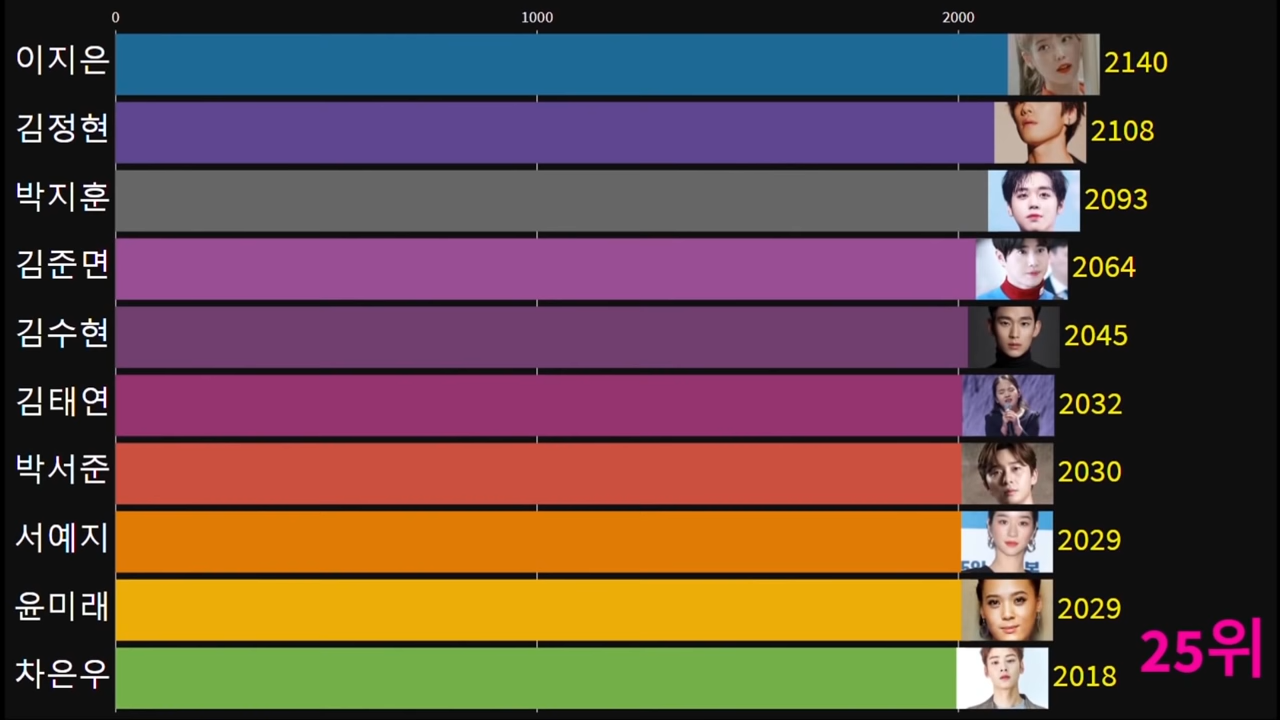 0 1000 2000
이지은 2140
김정현 2108
박지훈 2093
김준면 2064
김수현 2045
김태연 2032
박서준 2030
서예지 2029
윤미래 2029
차은우 2018
25위